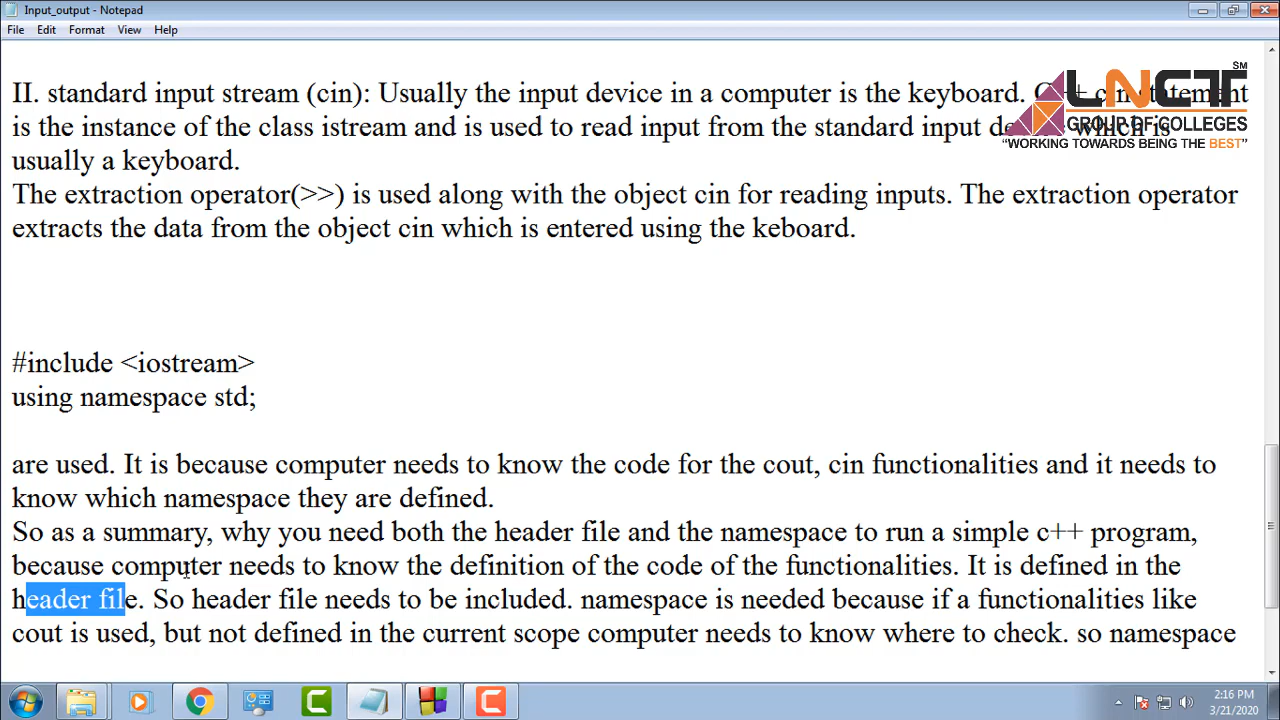 Input_output - Notepad
File Edit Format View Help
II. standard input stream (cin): Usually the input device in a computer is the keyboard. C++ cin statement
is the instance of the class istream and is used to read input from the standard input device which is
usually a keyboard.
The extraction operator(>>) is used along with the object cin for reading inputs. The extraction operator
extracts the data from the object cin which is entered using the keboard.
LNCT SM
GROUP OF COLLEGES
“WORKING TOWARDS BEING THE BEST”
#include <iostream>
using namespace std;
are used. It is because computer needs to know the code for the cout, cin functionalities and it needs to
know which namespace they are defined.
So as a summary, why you need both the header file and the namespace to run a simple c++ program,
because computer needs to know the definition of the code of the functionalities. It is defined in the
header file. So header file needs to be included. namespace is needed because if a functionalities like
cout is used, but not defined in the current scope computer needs to know where to check. so namespace
2:16 PM
3/21/2020